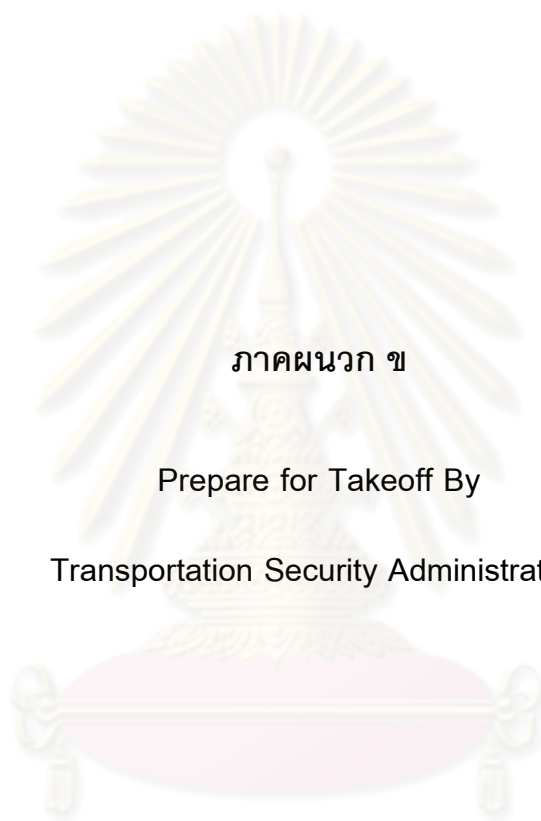 ภาคผนวก ข
Prepare for Takeoff By
Transportation Security Administrat